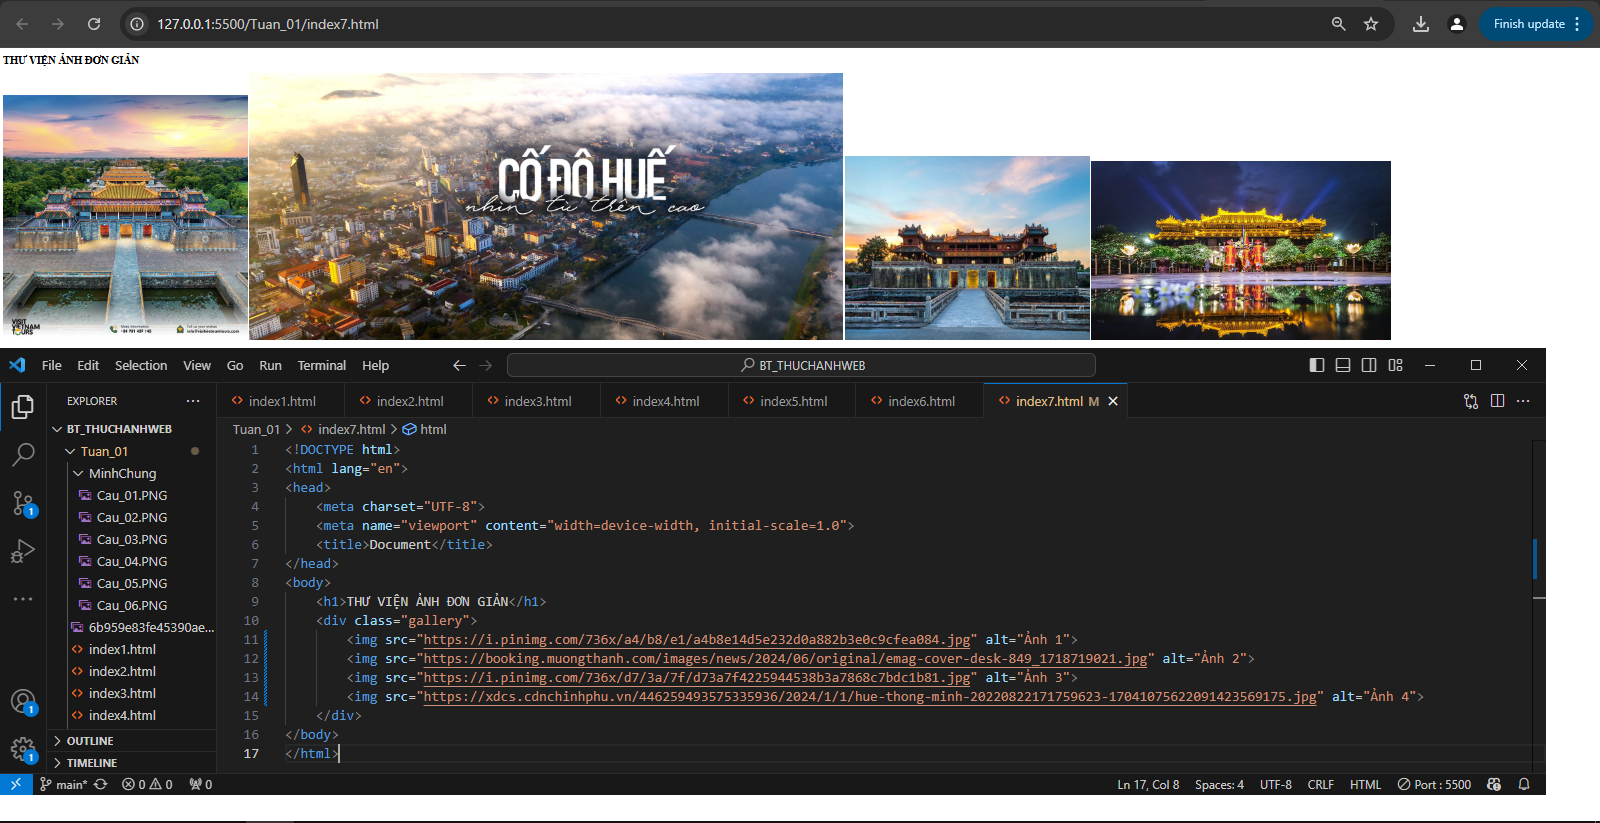 127.0.0.1:5500/Tuan_01/index7.html
Finish update
THƯ VIỆN ẢNH ĐƠN GIẢN
CỐ ĐÔ HUẾ
nhìn từ trên cao
VISIT
VIETNAM
TOURS
File Edit Selection View Go Run Terminal Help
BT_THUCHANHWEB
EXPLORER
index1.html
index2.html
index3.html
index4.html
index5.html
index6.html
index7.html M
BT_THUCHANHWEB
Tuan_01
MinhChung
Cau_01.PNG
Cau_02.PNG
Cau_03.PNG
Cau_04.PNG
Cau_05.PNG
Cau_06.PNG
6b959e83fe45390ae...
index1.html
index2.html
index3.html
index4.html
OUTLINE
TIMELINE
1
1
1
Tuan_01 > index7.html > html
1 <!DOCTYPE html>
2 <html lang="en">
3 <head>
4 <meta charset="UTF-8">
5 <meta name="viewport" content="width=device-width, initial-scale=1.0">
6 <title>Document</title>
7 </head>
8 <body>
9 <h1>THƯ VIỆN ẢNH ĐƠN GIẢN</h1>
10 <div class="gallery">
11 <img src="https://i.pinimg.com/736x/a4/b8/e1/a4b8e14d5e232d0a882b3e0c9cfea084.jpg" alt="Ảnh 1">
12 <img src="https://booking.muongthanh.com/images/news/2024/06/original/emag-cover-desk-849_1718719021.jpg" alt="Ảnh 2">
13 <img src="https://i.pinimg.com/736x/d7/3a/7f/d73a7f4225944538b3a7868c7bdc1b81.jpg" alt="Ảnh 3">
14 <img src="https://xdcs.cdnchinhphu.vn/446259493575335936/2024/1/1/hue-thong-minh-20220822171759623-17041075622091423569175.jpg" alt="Ảnh 4">
15 </div>
16 </body>
17 </html>
main* 0 0 0
Ln 17, Col 8 Spaces: 4 UTF-8 CRLF HTML Port : 5500